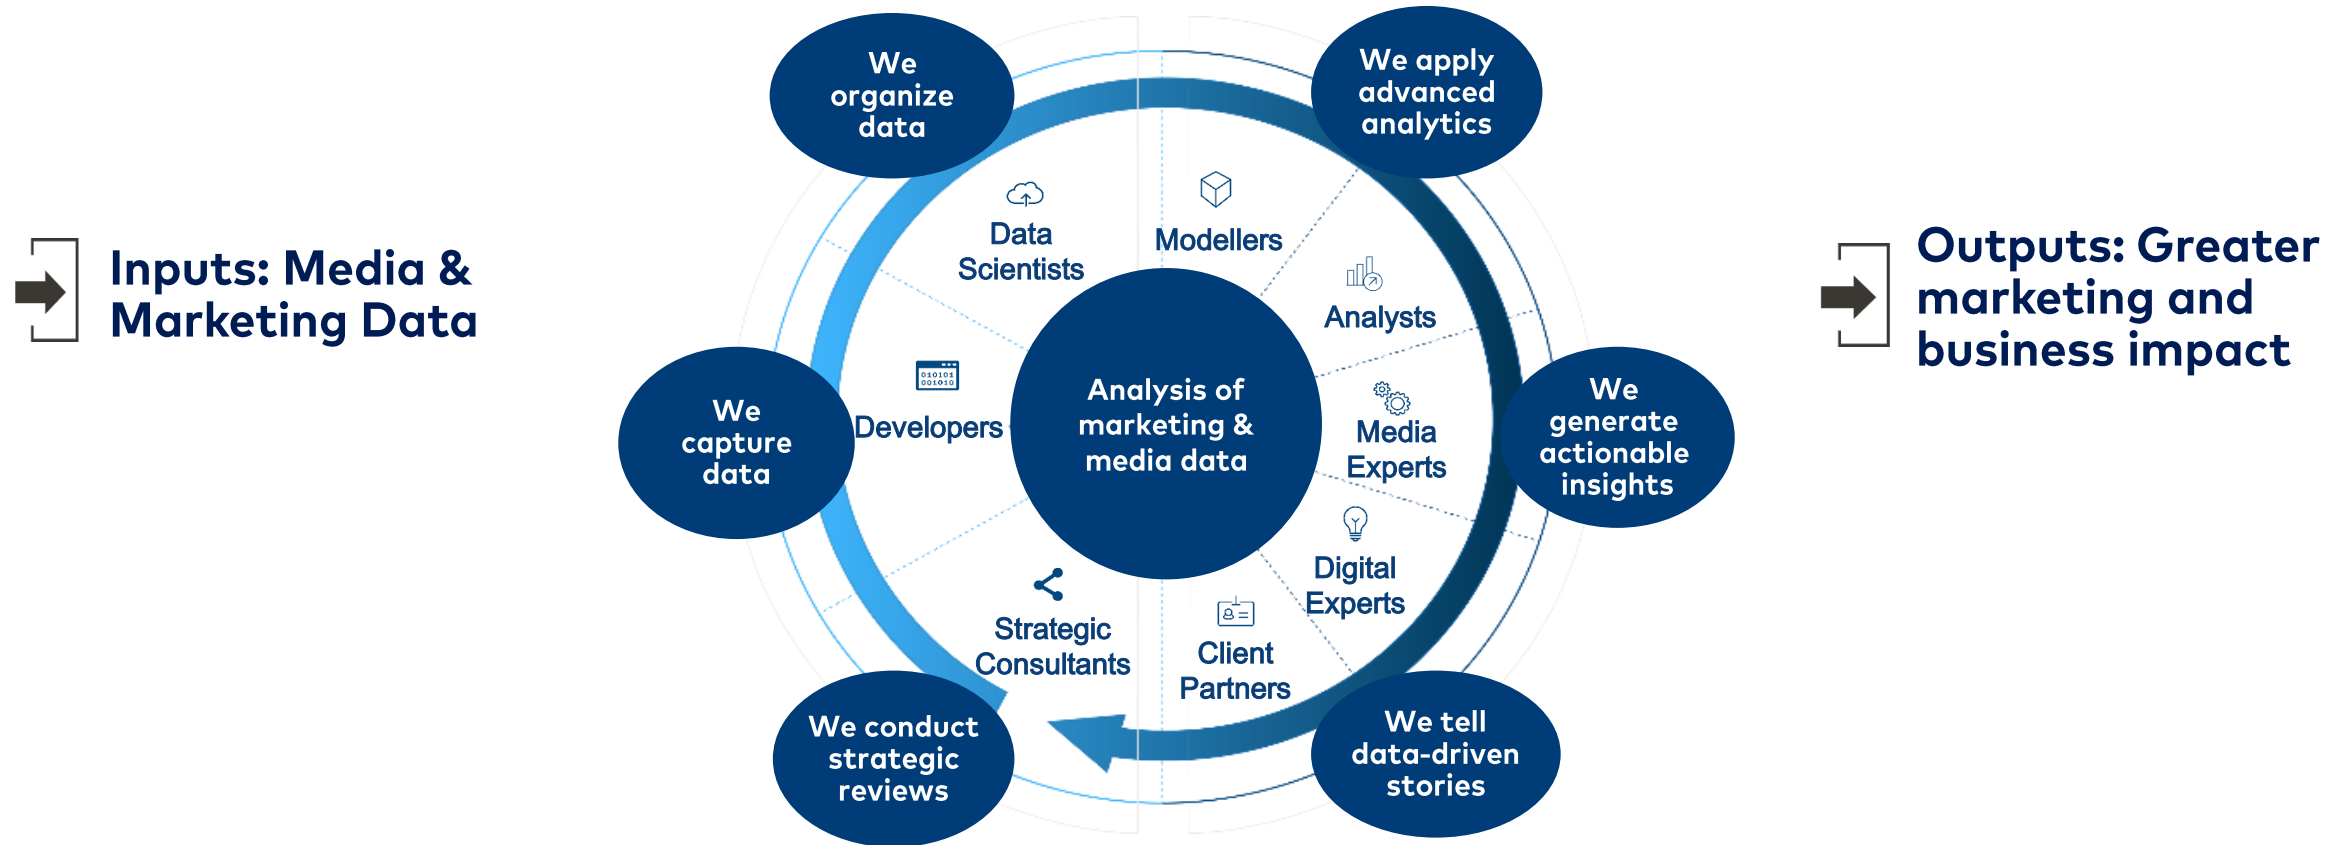 Inputs: Media &
Marketing Data
We
organize
data
We apply
advanced
analytics
Data
Scientists
Modellers
Analysts
Developers
010101
001010
Analysis of
marketing &
media data
Media
Experts
Digital
Experts
Client
Partners
Strategic
Consultants
We
capture
data
We
generate
actionable
insights
We conduct
strategic
reviews
We tell
data-driven
stories
Outputs: Greater
marketing and
business impact